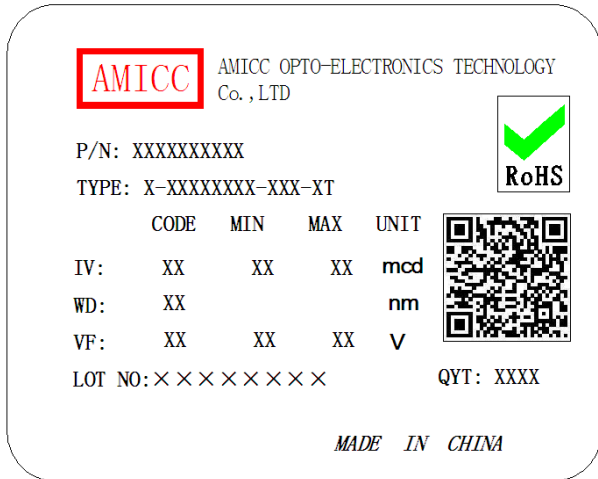 AMICC
AMICC OPTO-ELECTRONICS TECHNOLOGY
Co.,LTD
RoHS
P/N: XXXXXXXXXX
TYPE: X-XXXXXXXX-XXX-XT
CODE MIN MAX UNIT
IV: XX XX XX mcd
WD: XX nm
VF: XX XX XX V
LOT NO:×××××××× QYT: XXXX
MADE IN CHINA